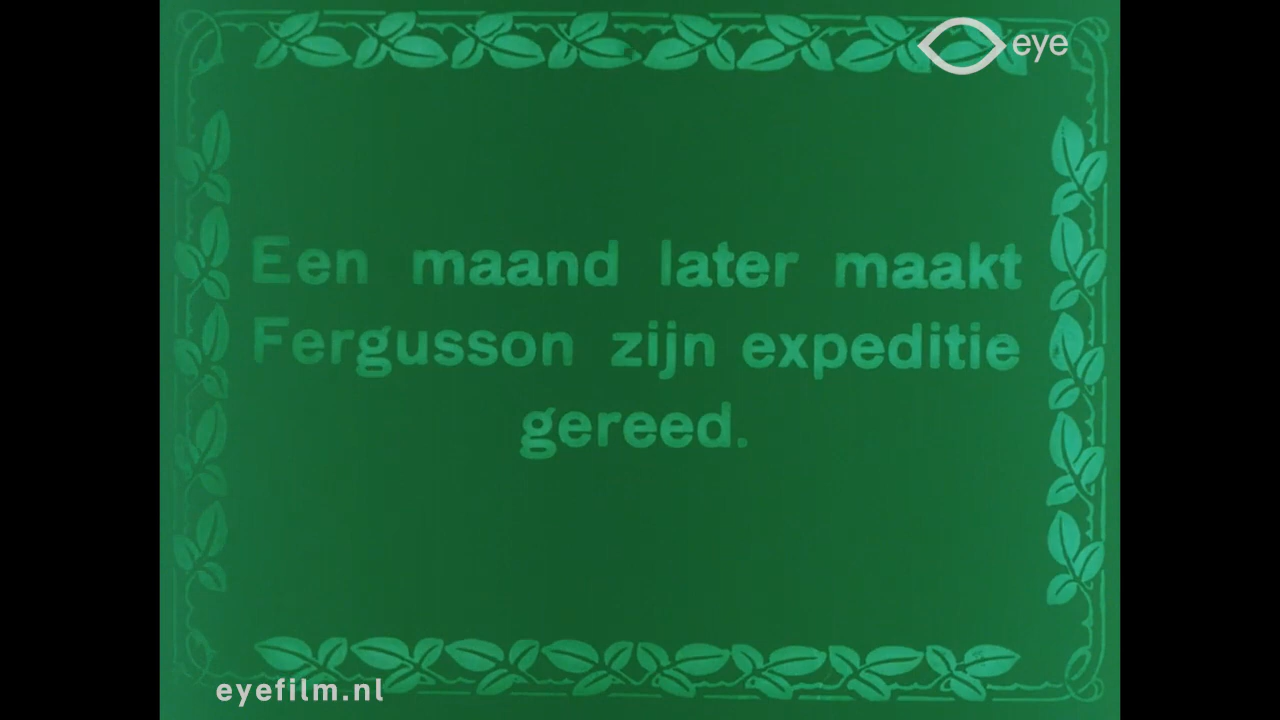 eye
Een maand later maakt
Fergusson zijn expeditie
gereed.
eyefilm.nl